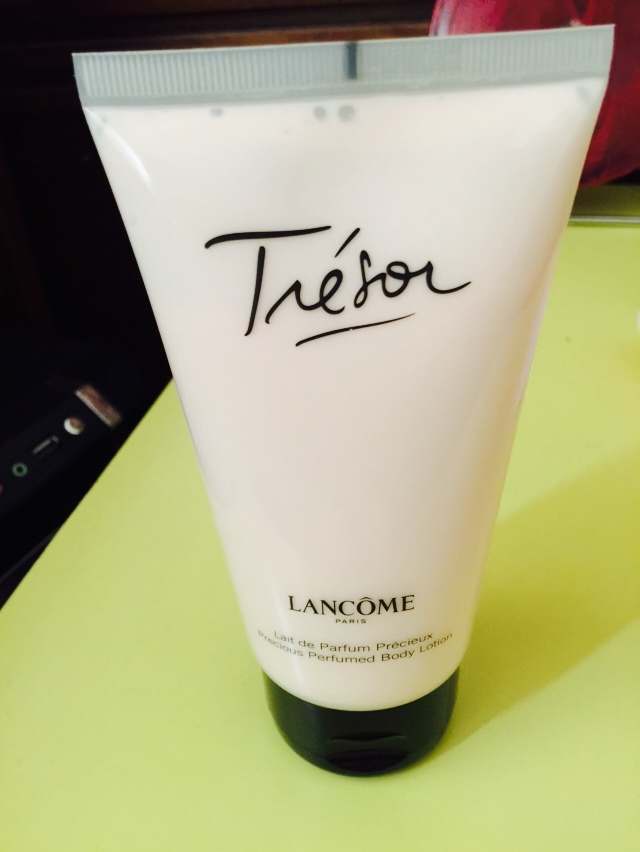 Trésor
LANCÔME
PARIS
Lait de Parfum Précieux
Precious Perfumed Body Lotion